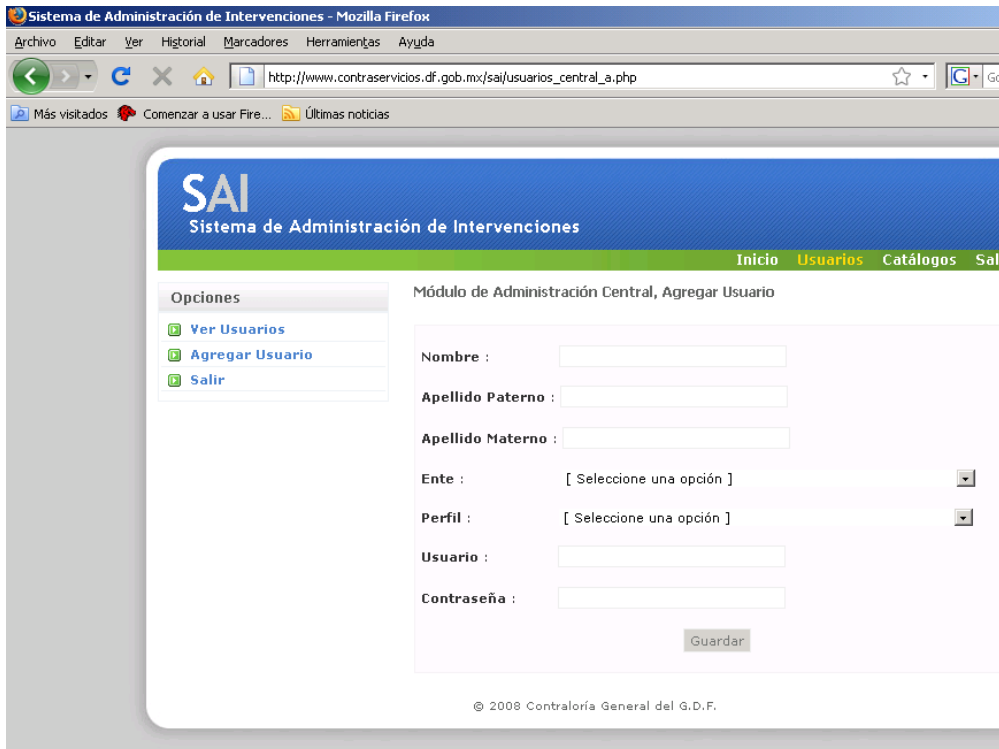 Sistema de Administración de Intervenciones - Mozilla Firefox
Archivo Editar Ver Historial Marcadores Herramientas Ayuda
http://www.contraservicios.df.gob.mx/sai/usuarios_central_a.php G
Más visitados Comenzar a usar Fire... Últimas noticias
SAI
Sistema de Administración de Intervenciones
Inicio Usuarios Catálogos
Opciones
Ver Usuarios
Agregar Usuario
Salir
Módulo de Administración Central, Agregar Usuario
Nombre :
Apellido Paterno :
Apellido Materno :
Ente : [ Seleccione una opción ]
Perfil : [ Seleccione una opción ]
Usuario :
Contraseña :
Guardar
© 2008 Contraloría General del G.D.F.